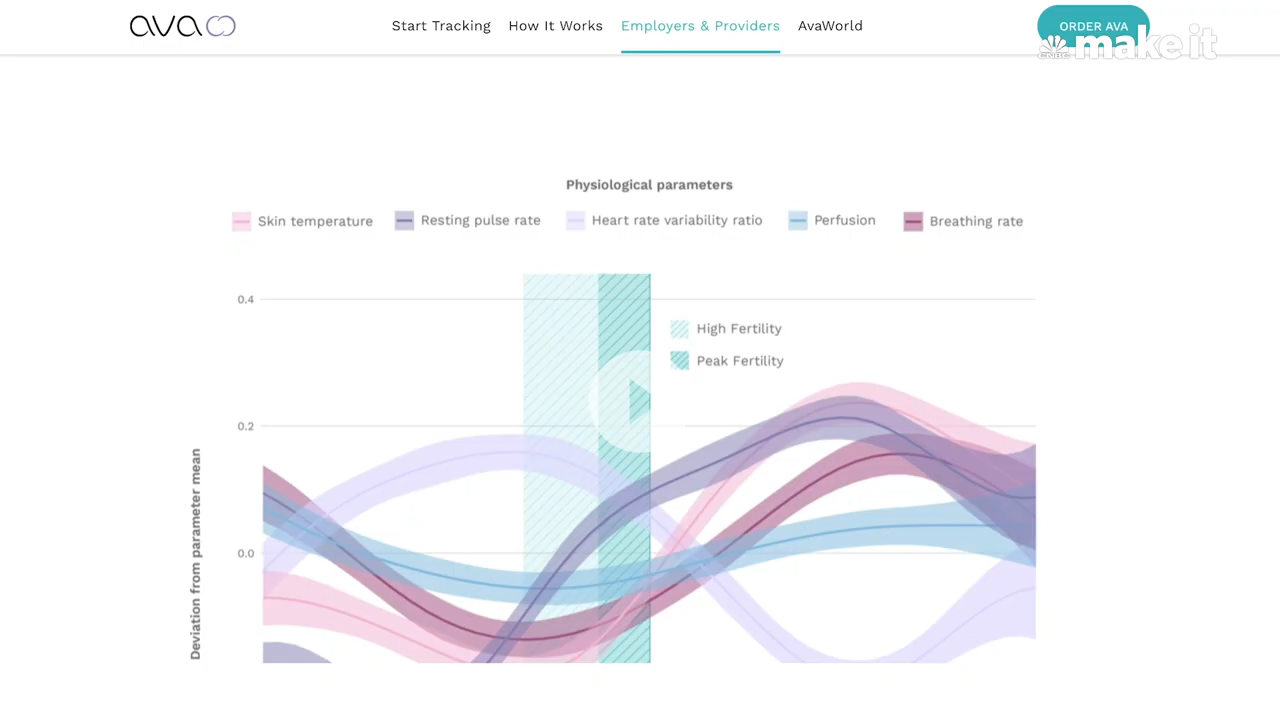 ava
Start Tracking How It Works Employers & Providers AvaWorld ORDER AVA
CNBC make it
Physiological parameters
Skin temperature Resting pulse rate Heart rate variability ratio Perfusion Breathing rate
0.4
High Fertility
Peak Fertility
0.2
Deviation from parameter mean
0.0